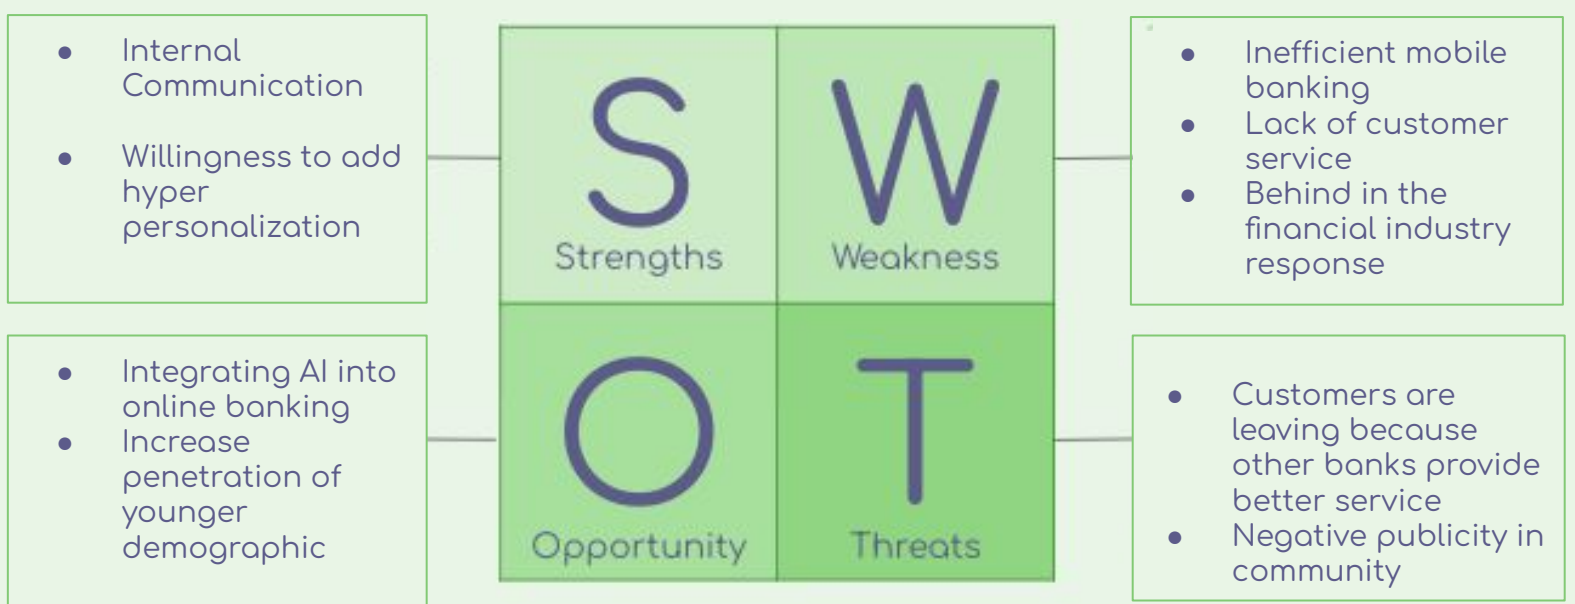 ● Internal
Communication
● Willingness to add
hyper
personalization
S
Strengths
W
Weakness
● Inefficient mobile
banking
● Lack of customer
service
● Behind in the
financial industry
response
● Integrating AI into
online banking
● Increase
penetration of
younger
demographic
O
Opportunity
T
Threats
● Customers are
leaving because
other banks provide
better service
● Negative publicity in
community